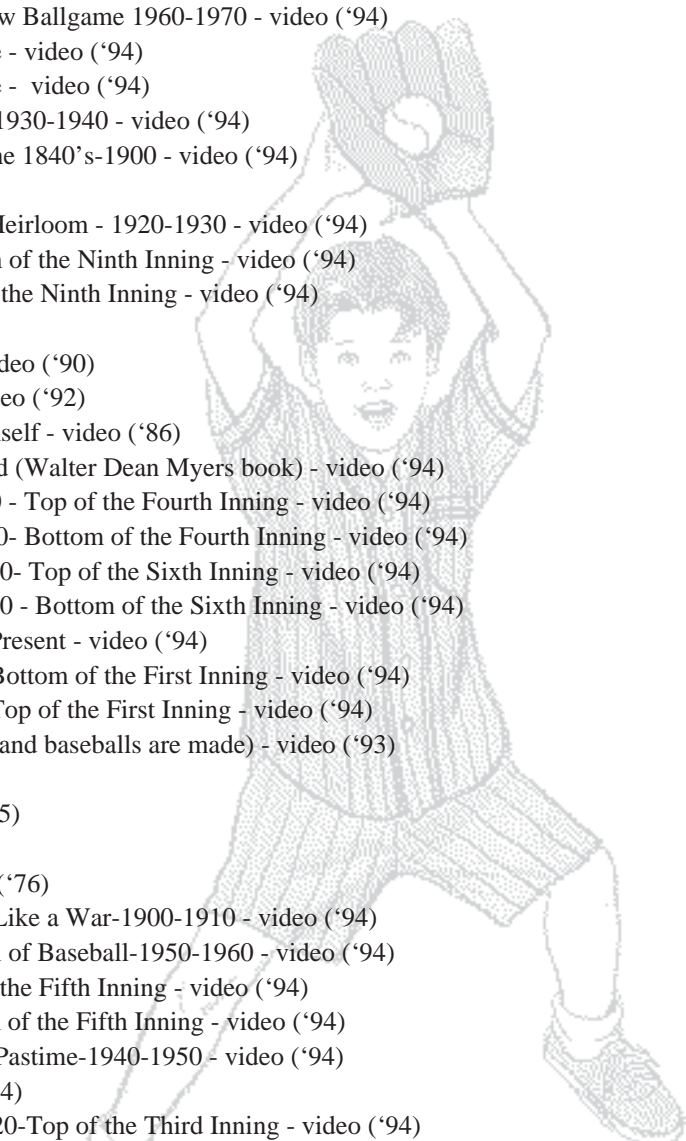 w Ballgame 1960-1970 - video (‘94)
- video (‘94)
- video (‘94)
1930-1940 - video (‘94)
ne 1840’s-1900 - video (‘94)
Heirloom - 1920-1930 - video (‘94)
of the Ninth Inning - video (‘94)
the Ninth Inning - video (‘94)
deo (‘90)
eo (‘92)
self - video (‘86)
d (Walter Dean Myers book) - video (‘94)
- Top of the Fourth Inning - video (‘94)
0- Bottom of the Fourth Inning - video (‘94)
0- Top of the Sixth Inning - video (‘94)
0 - Bottom of the Sixth Inning - video (‘94)
Present - video (‘94)
Bottom of the First Inning - video (‘94)
Top of the First Inning - video (‘94)
and baseballs are made) - video (‘93)
5)
(‘76)
Like a War-1900-1910 - video (‘94)
of Baseball-1950-1960 - video (‘94)
the Fifth Inning - video (‘94)
of the Fifth Inning - video (‘94)
Pastime-1940-1950 - video (‘94)
4)
20-Top of the Third Inning - video (‘94)